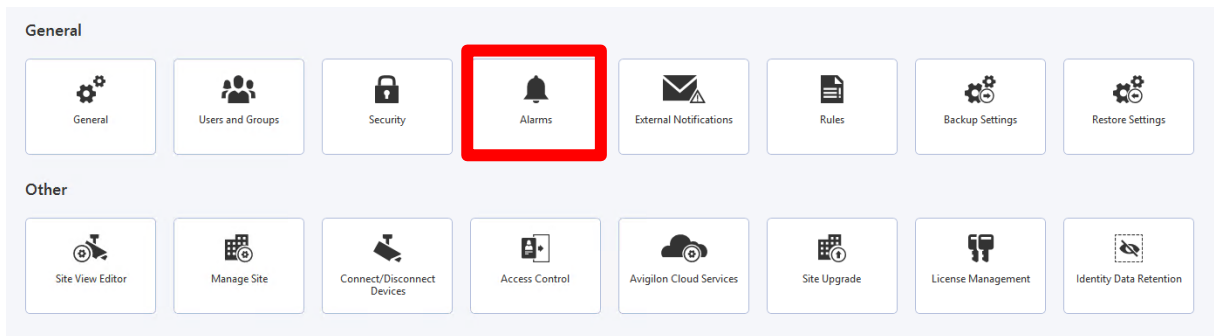 General
General
Users and Groups
Security
Alarms
External Notifications
Rules
Backup Settings
Restore Settings
Other
Site View Editor
Manage Site
Connect/Disconnect
Devices
Access Control
Avigilon Cloud Services
Site Upgrade
License Management
Identity Data Retention